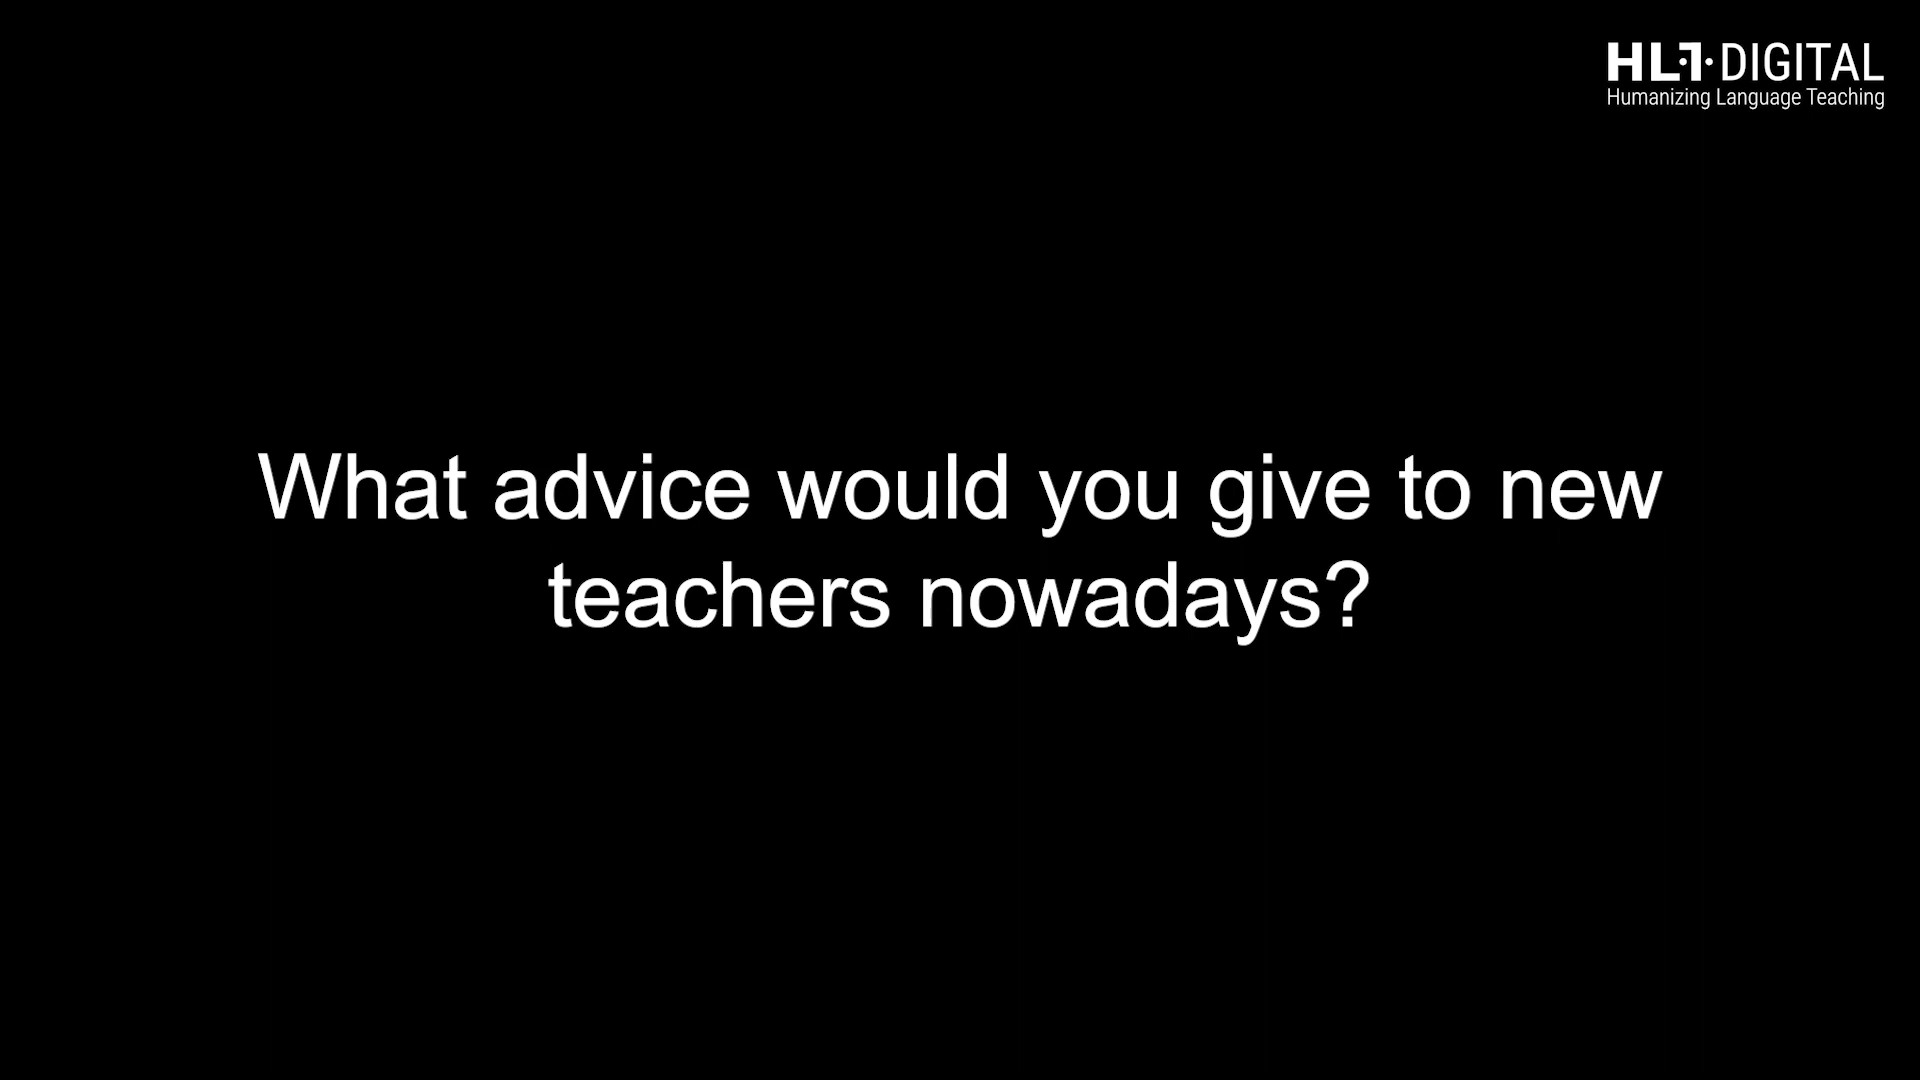 HLT DIGITAL
Humanizing Language Teaching
What advice would you give to new
teachers nowadays?